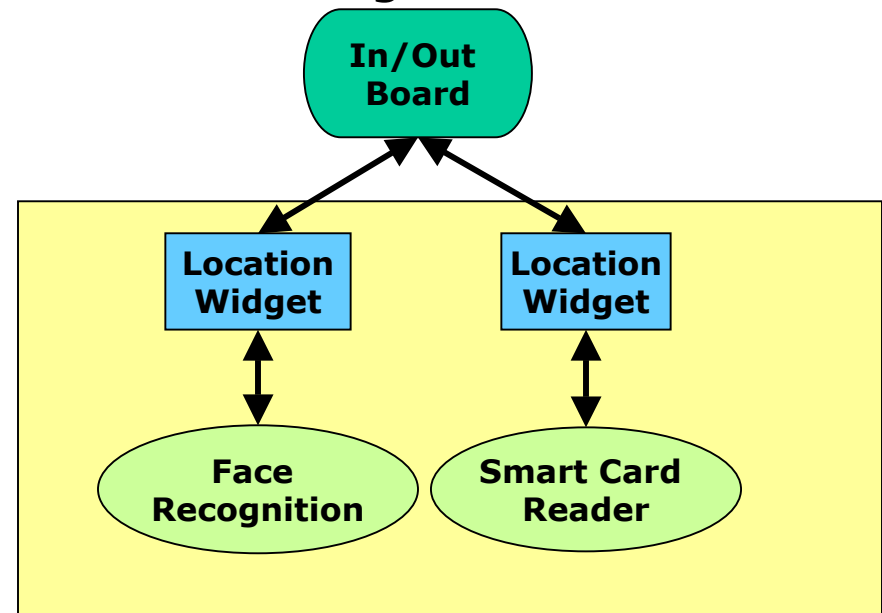 In/Out
Board
Location
Widget
Location
Widget
Face
Recognition
Smart Card
Reader